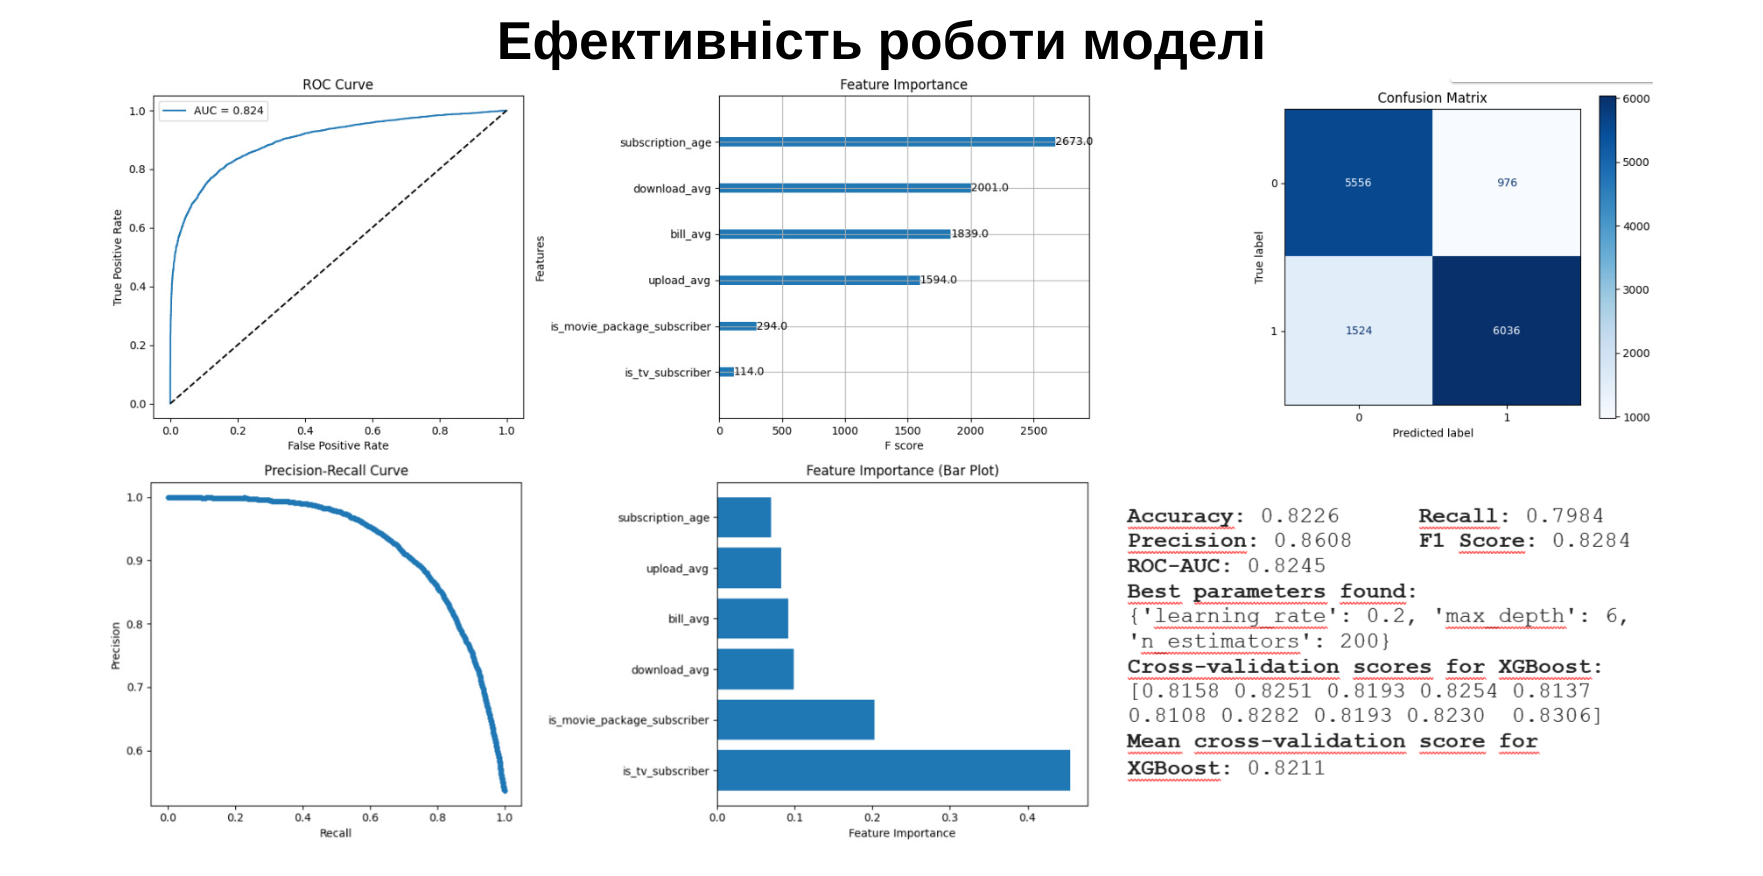 Ефективність роботи моделі
ROC Curve
AUC = 0.824
1.0
0.8
0.6
0.4
0.2
0.0
True Positive Rate
0.0 0.2 0.4 0.6 0.8 1.0
False Positive Rate
Feature Importance
Features
subscription_age 2673.0
download_avg 2001.0
bill_avg 1839.0
upload_avg 1594.0
is_movie_package_subscriber 294.0
is_tv_subscriber 114.0
0 500 1000 1500 2000 2500
F score
Confusion Matrix
True label
0 5556 976
1 1524 6036
0 1
Predicted label
6000
5000
4000
3000
2000
1000
Precision-Recall Curve
1.0
0.9
0.8
0.7
0.6
Precision
0.0 0.2 0.4 0.6 0.8 1.0
Recall
Feature Importance (Bar Plot)
subscription_age
upload_avg
bill_avg
download_avg
is_movie_package_subscriber
is_tv_subscriber
0.0 0.1 0.2 0.3 0.4
Feature Importance
Accuracy: 0.8226 Recall: 0.7984
Precision: 0.8608 F1 Score: 0.8284
ROC-AUC: 0.8245
Best parameters found:
{'learning_rate': 0.2, 'max_depth': 6,
'n_estimators': 200}
Cross-validation scores for XGBoost:
[0.8158 0.8251 0.8193 0.8254 0.8137
0.8108 0.8282 0.8193 0.8230 0.8306]
Mean cross-validation score for
XGBoost: 0.8211